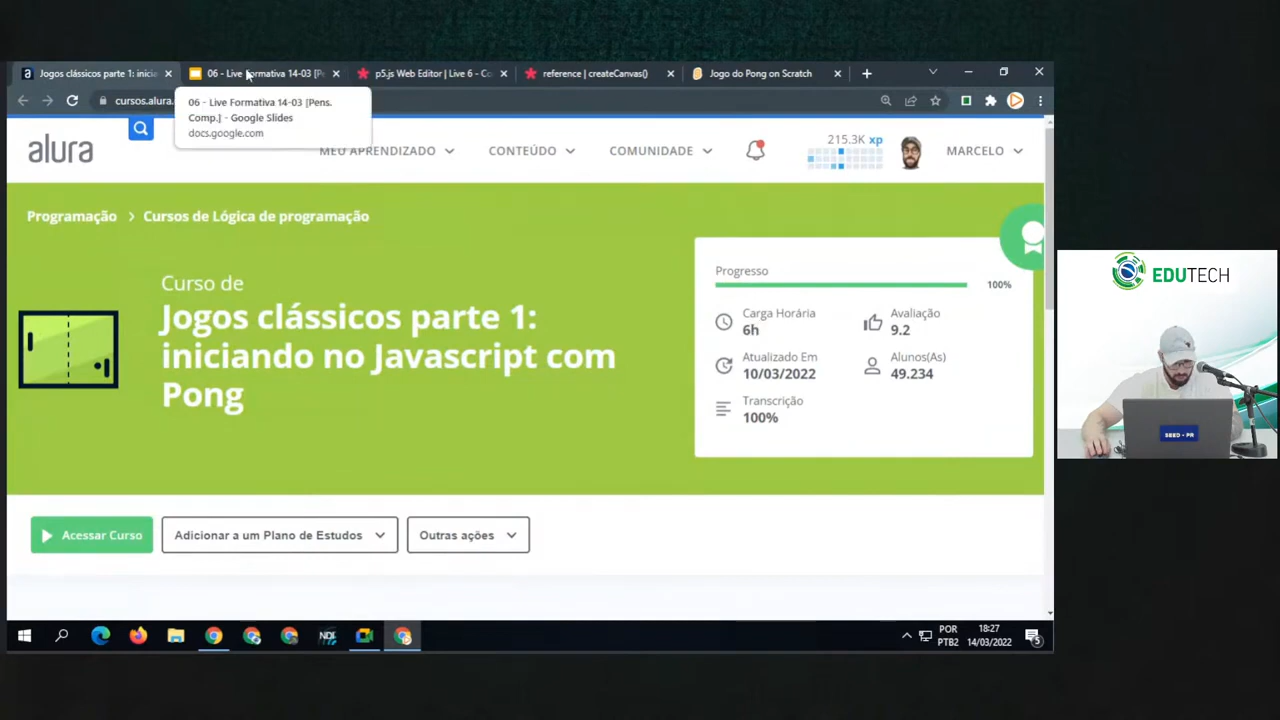 Jogos clássicos parte 1: inicia
06 - Live Formativa 14-03 [P
p5.js Web Editor | Live 6 - Co
reference | createCanvas()
Jogo do Pong on Scratch
cursos.alura.
06 - Live Formativa 14-03 [Pens.
Comp.] - Google Slides
docs.google.com
alura
MEU APRENDIZADO
CONTEÚDO
COMUNIDADE
215.3K xp
MARCELO
Programação > Cursos de Lógica de programação
Curso de
Jogos clássicos parte 1:
iniciando no Javascript com
Pong
Progresso
100%
Carga Horária
6h
Avaliação
9.2
Atualizado Em
10/03/2022
Alunos(As)
49.234
Transcrição
100%
Acessar Curso
Adicionar a um Plano de Estudos
Outras ações
NDI
POR
PTB2
18:27
14/03/2022
5
EDUTECH
SEED - PR